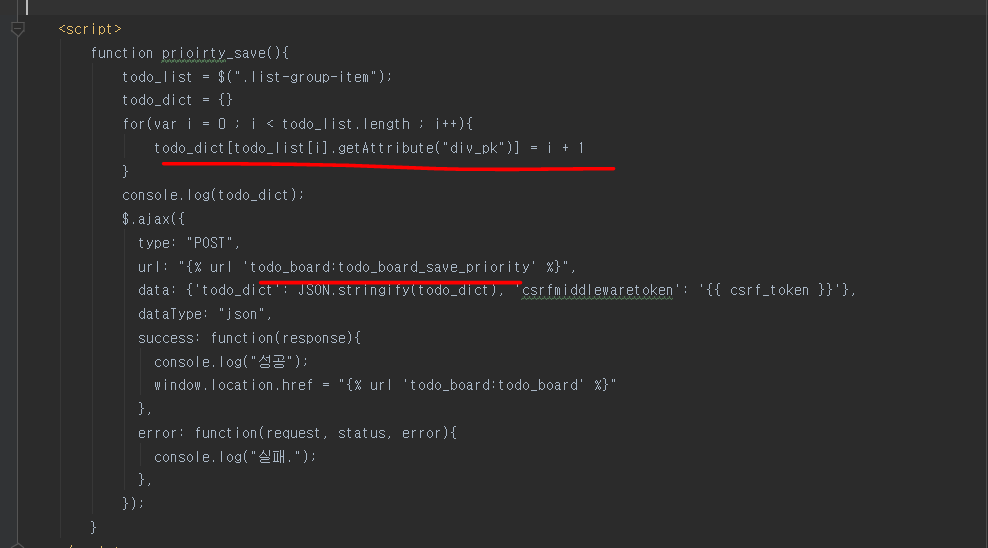 <script>
function prioirty_save(){
todo_list = $(".list-group-item");
todo_dict = {}
for(var i = 0 ; i < todo_list.length ; i++){
todo_dict[todo_list[i].getAttribute("div_pk")] = i + 1
}
console.log(todo_dict);
$.ajax({
type: "POST",
url: "{% url 'todo_board:todo_board_save_priority' %}",
data: {'todo_dict': JSON.stringify(todo_dict), 'csrfmiddlewaretoken': '{{ csrf_token }}'},
dataType: "json",
success: function(response){
console.log("성공");
window.location.href = "{% url 'todo_board:todo_board' %}"
},
error: function(request, status, error){
console.log("실패.");
},
});
}